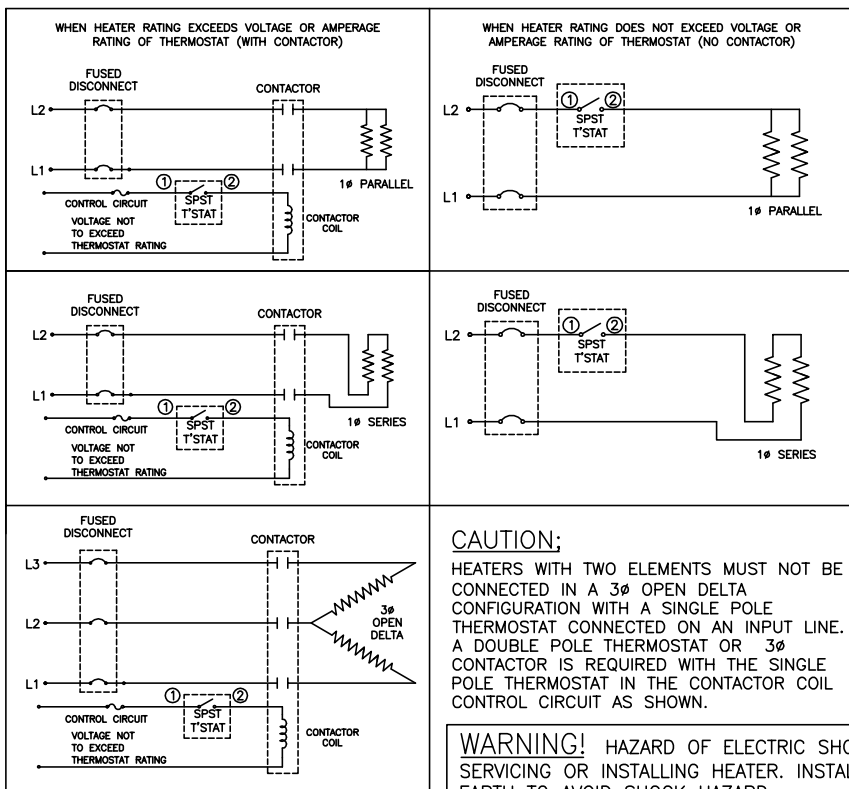 WHEN HEATER RATING EXCEEDS VOLTAGE OR AMPERAGE
RATING OF THERMOSTAT (WITH CONTACTOR)
FUSED
DISCONNECT
CONTACTOR
L2
L1
1ø PARALLEL
① ②
SPST
T'STAT
CONTROL CIRCUIT
VOLTAGE NOT
TO EXCEED
THERMOSTAT RATING
CONTACTOR
COIL
WHEN HEATER RATING DOES NOT EXCEED VOLTAGE OR
AMPERAGE RATING OF THERMOSTAT (NO CONTACTOR)
FUSED
DISCONNECT
L2
① ②
SPST
T'STAT
L1
1ø PARALLEL
FUSED
DISCONNECT
CONTACTOR
L2
L1
1ø SERIES
① ②
SPST
T'STAT
CONTROL CIRCUIT
VOLTAGE NOT
TO EXCEED
THERMOSTAT RATING
CONTACTOR
COIL
FUSED
DISCONNECT
L2
① ②
SPST
T'STAT
L1
1ø SERIES
FUSED
DISCONNECT
CONTACTOR
L3
L2
L1
3ø
OPEN
DELTA
① ②
SPST
T'STAT
CONTROL CIRCUIT
VOLTAGE NOT
TO EXCEED
THERMOSTAT RATING
CONTACTOR
COIL
CAUTION;
HEATERS WITH TWO ELEMENTS MUST NOT BE
CONNECTED IN A 3ø OPEN DELTA
CONFIGURATION WITH A SINGLE POLE
THERMOSTAT CONNECTED ON AN INPUT LINE.
A DOUBLE POLE THERMOSTAT OR 3ø
CONTACTOR IS REQUIRED WITH THE SINGLE
POLE THERMOSTAT IN THE CONTACTOR COIL
CONTROL CIRCUIT AS SHOWN.
WARNING! HAZARD OF ELECTRIC SHO
SERVICING OR INSTALLING HEATER. INSTAL
EARTH TO AVOID SHOCK HAZARD